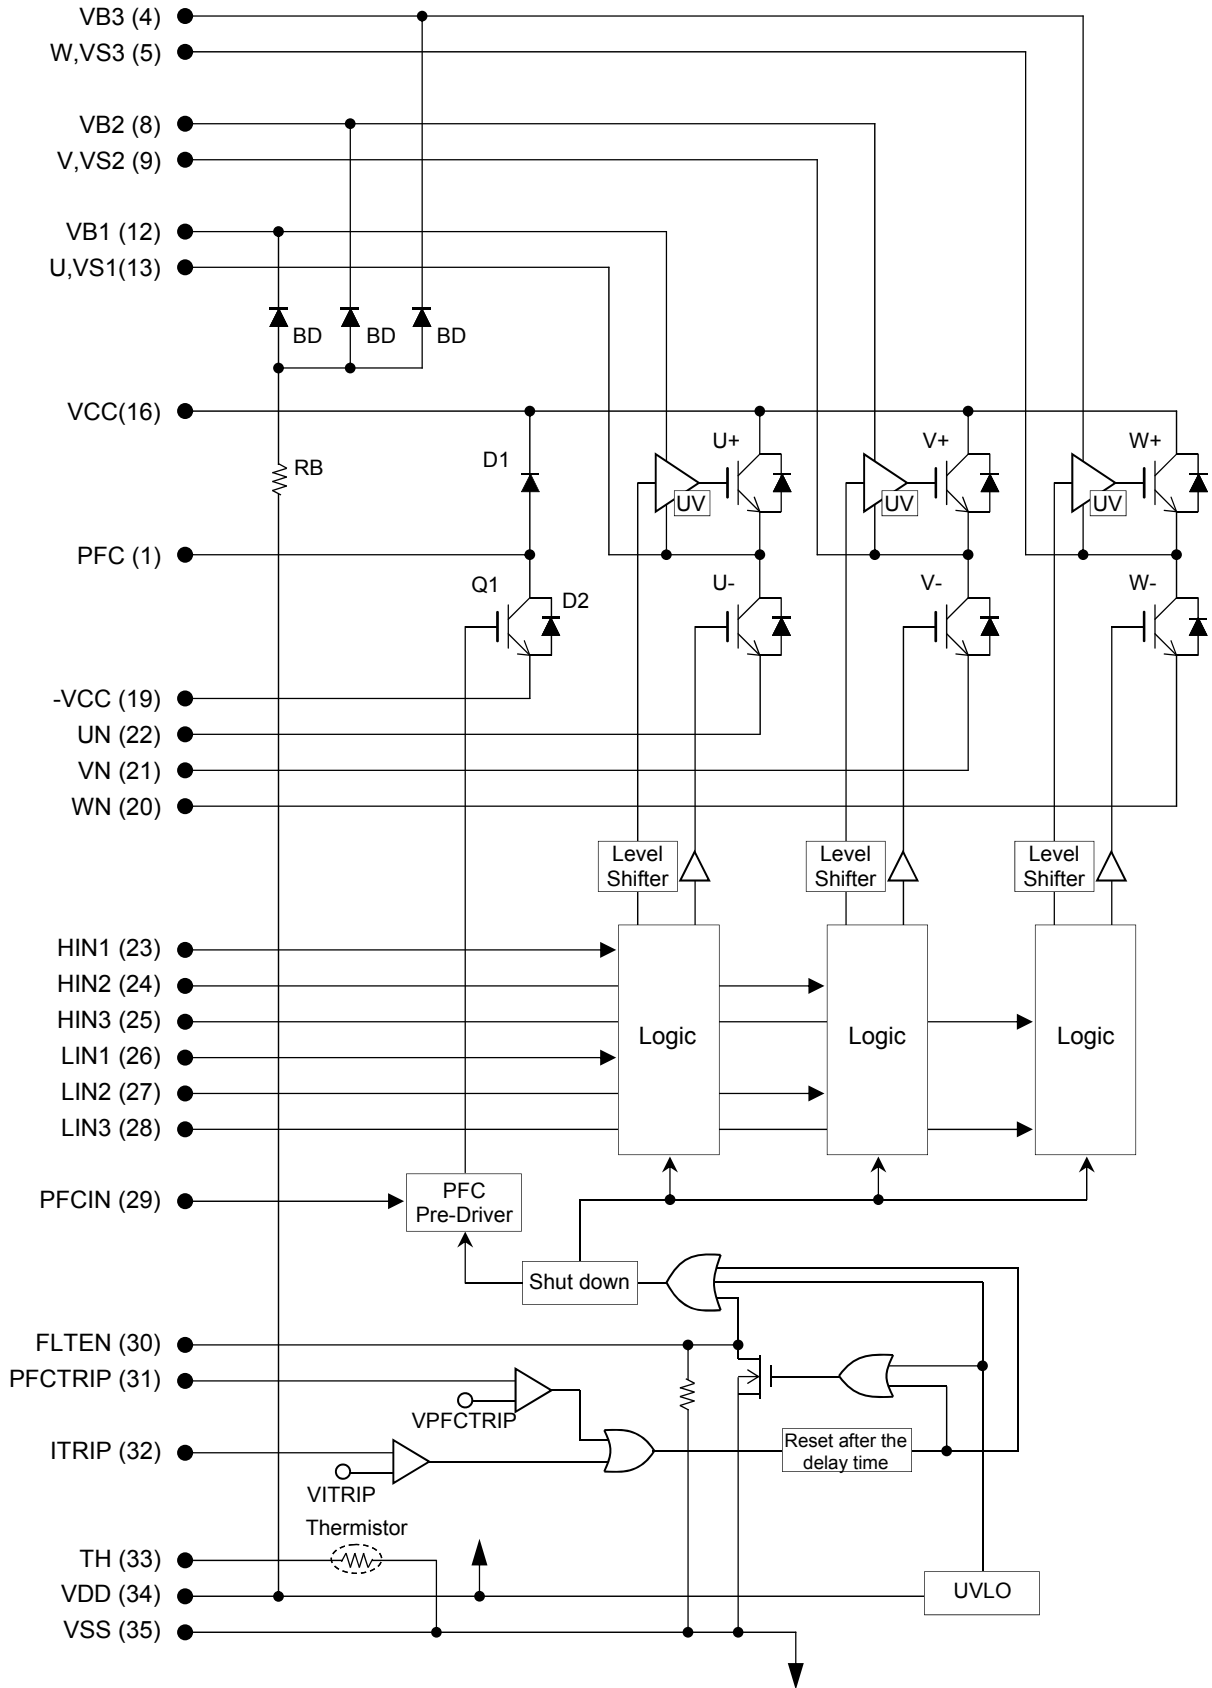 VB3 (4)
W,VS3 (5)
VB2 (8)
V,VS2 (9)
VB1 (12)
U,VS1(13)
BD
BD
BD
VCC(16)
U+
V+
W+
D1
RB
UV
UV
UV
PFC (1)
Q1
D2
U-
V-
W-
-VCC (19)
UN (22)
VN (21)
WN (20)
Level
Shifter
Level
Shifter
Level
Shifter
HIN1 (23)
HIN2 (24)
HIN3 (25)
LIN1 (26)
LIN2 (27)
LIN3 (28)
Logic
Logic
Logic
PFCIN (29)
PFC
Pre-Driver
Shut down
FLTEN (30)
PFCTRIP (31)
VPFCTRIP
ITRIP (32)
VITRIP
Reset after the
delay time
Thermistor
TH (33)
VDD (34)
UVLO
VSS (35)